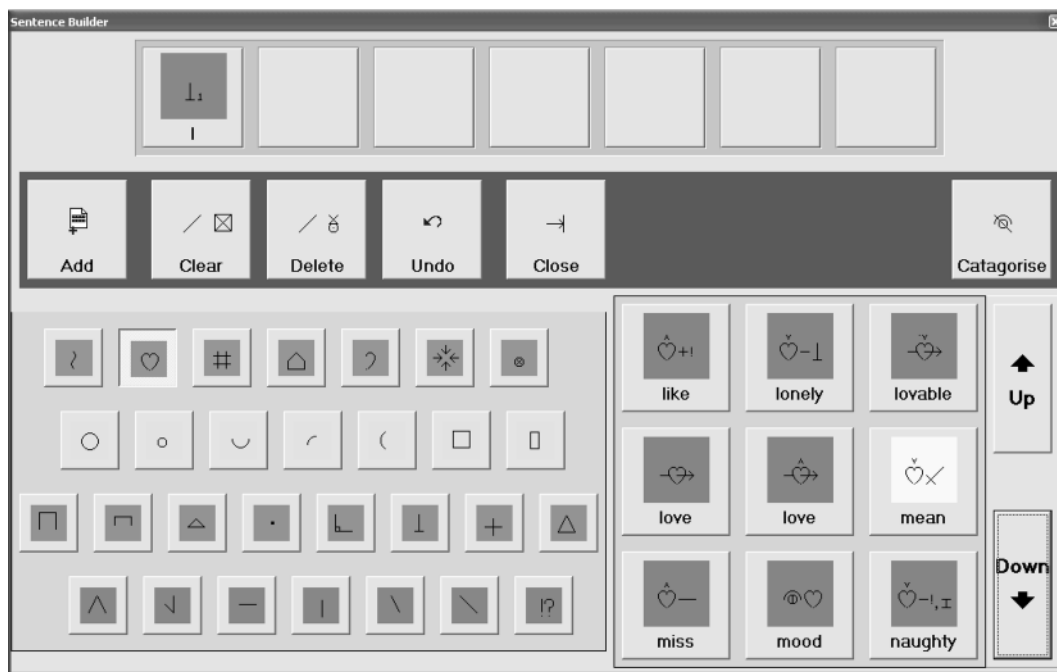 Sentence Builder
I
Add Clear Delete Undo Close Catagorise
like lonely lovable
Up
love love mean
Down
miss mood naughty
!?